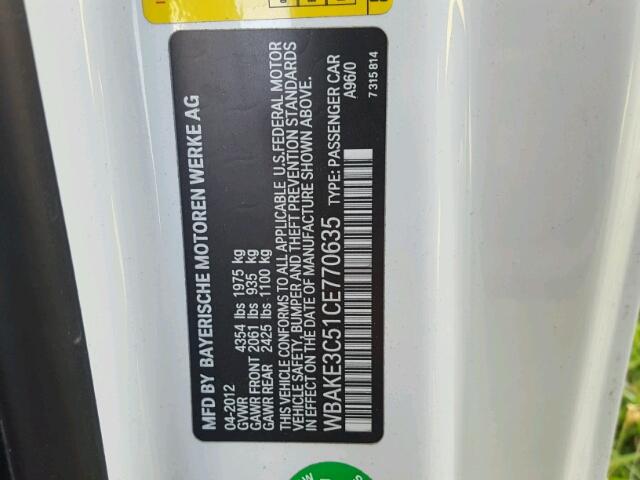 MFD BY BAYERISCHE MOTOREN WERKE AG
04-2012
GVWR 4354 lbs 1975 kg
GAWR FRONT 2061 lbs 935 kg
GAWR REAR 2425 lbs 1100 kg
THIS VEHICLE CONFORMS TO ALL APPLICABLE U.S.FEDERAL MOTOR
VEHICLE SAFETY, BUMPER AND THEFT PREVENTION STANDARDS
IN EFFECT ON THE DATE OF MANUFACTURE SHOWN ABOVE.
WBAKE3C51CE770635 TYPE: PASSENGER CAR
A96/0
7315814